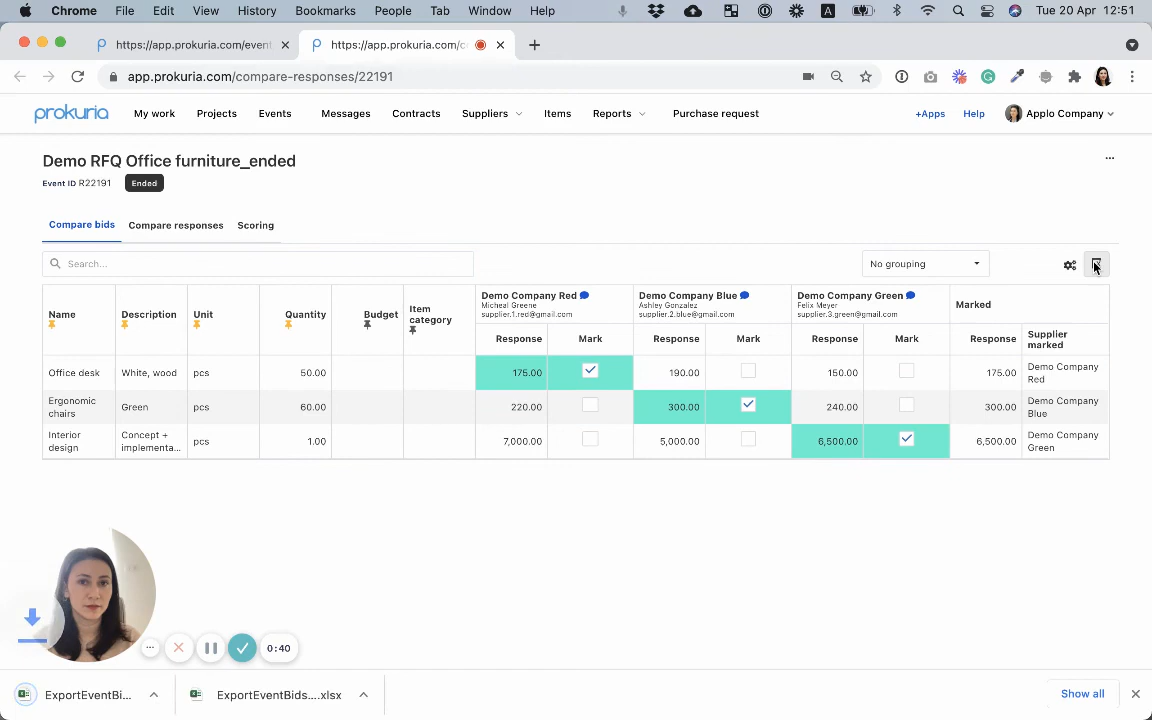 Chrome File Edit View History Bookmarks People Tab Window Help A Tue 20 Apr 12:51
https://app.prokuria.com/event https://app.prokuria.com/c
app.prokuria.com/compare-responses/22191
prokuria My work Projects Events Messages Contracts Suppliers Items Reports Purchase request +Apps Help Applo Company
Demo RFQ Office furniture_ended
Event ID R22191 Ended
Compare bids Compare responses Scoring
Search... No grouping
Name Description Unit Quantity Budget Item category
Demo Company Red Demo Company Blue Demo Company Green Marked
Micheal Greene Ashley Gonzalez Felix Meyer
supplier.1.red@gmail.com supplier.2.blue@gmail.com supplier.3.green@gmail.com
Response Mark Response Mark Response Mark Response Supplier marked
Office desk White, wood pcs 50.00 175.00 190.00 150.00 175.00 Demo Company Red
Ergonomic chairs Green pcs 60.00 220.00 300.00 240.00 300.00 Demo Company Blue
Interior design Concept + implementa... pcs 1.00 7,000.00 5,000.00 6,500.00 6,500.00 Demo Company Green
0:40
ExportEventBi... ExportEventBids....xlsx Show all